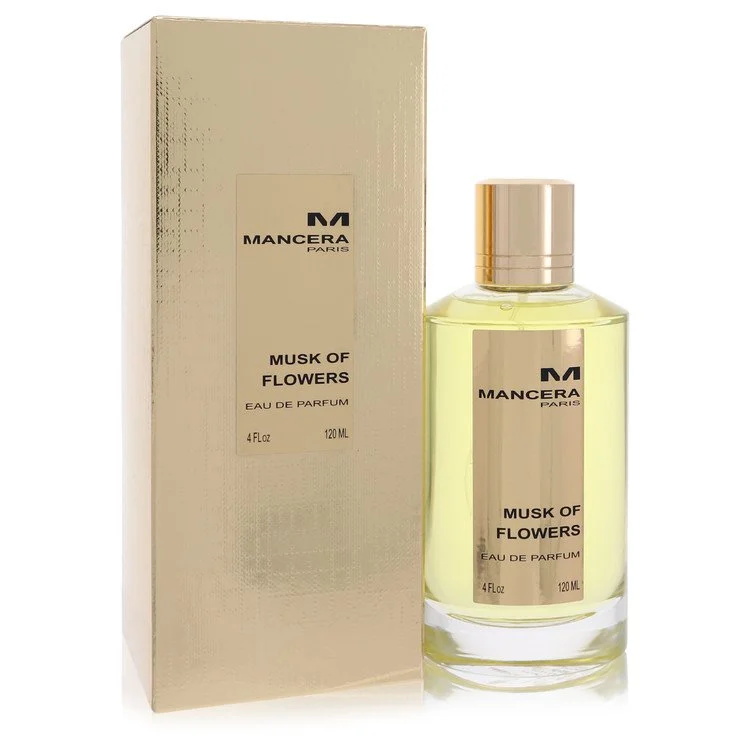 M
MANCERA
PARIS
MUSK OF
FLOWERS
EAU DE PARFUM
4 FL oz 120 ML
M
MANCERA
PARIS
MUSK OF
FLOWERS
EAU DE PARFUM
4 FL oz 120 ML